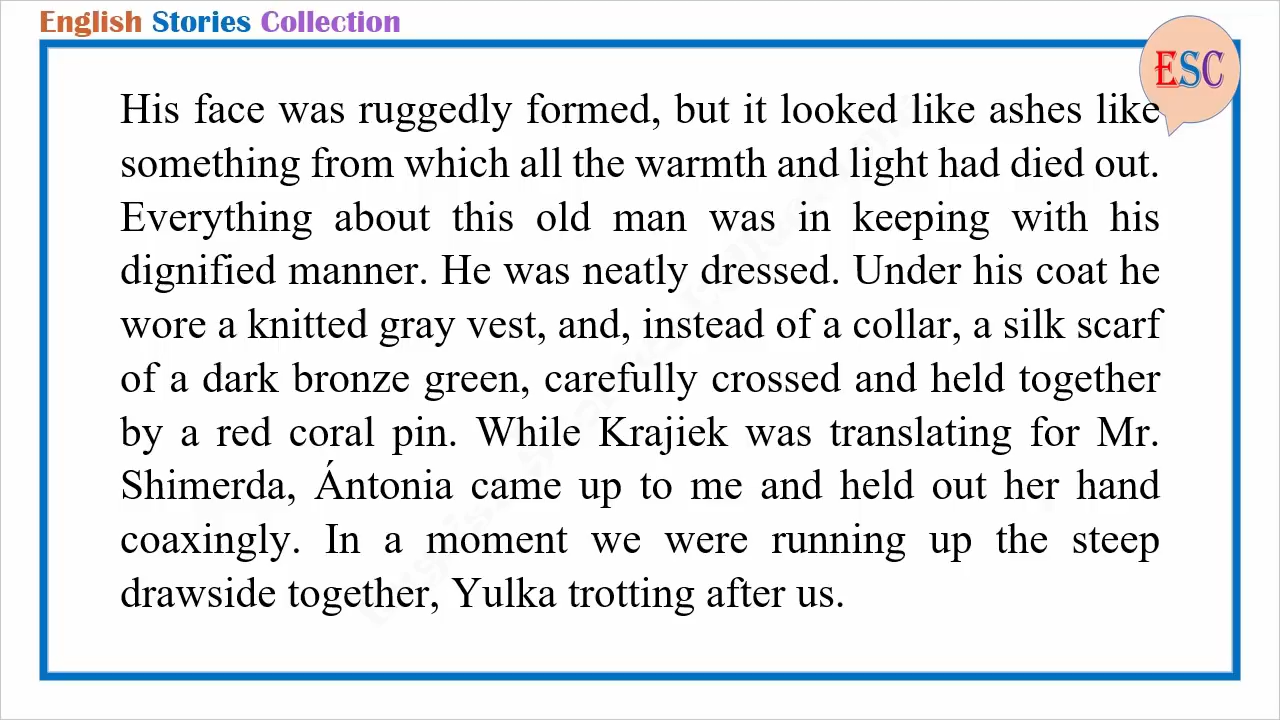 English Stories Collection
ESC
His face was ruggedly formed, but it looked like ashes like
something from which all the warmth and light had died out.
Everything about this old man was in keeping with his
dignified manner. He was neatly dressed. Under his coat he
wore a knitted gray vest, and, instead of a collar, a silk scarf
of a dark bronze green, carefully crossed and held together
by a red coral pin. While Krajiek was translating for Mr.
Shimerda, Ántonia came up to me and held out her hand
coaxingly. In a moment we were running up the steep
drawside together, Yulka trotting after us.